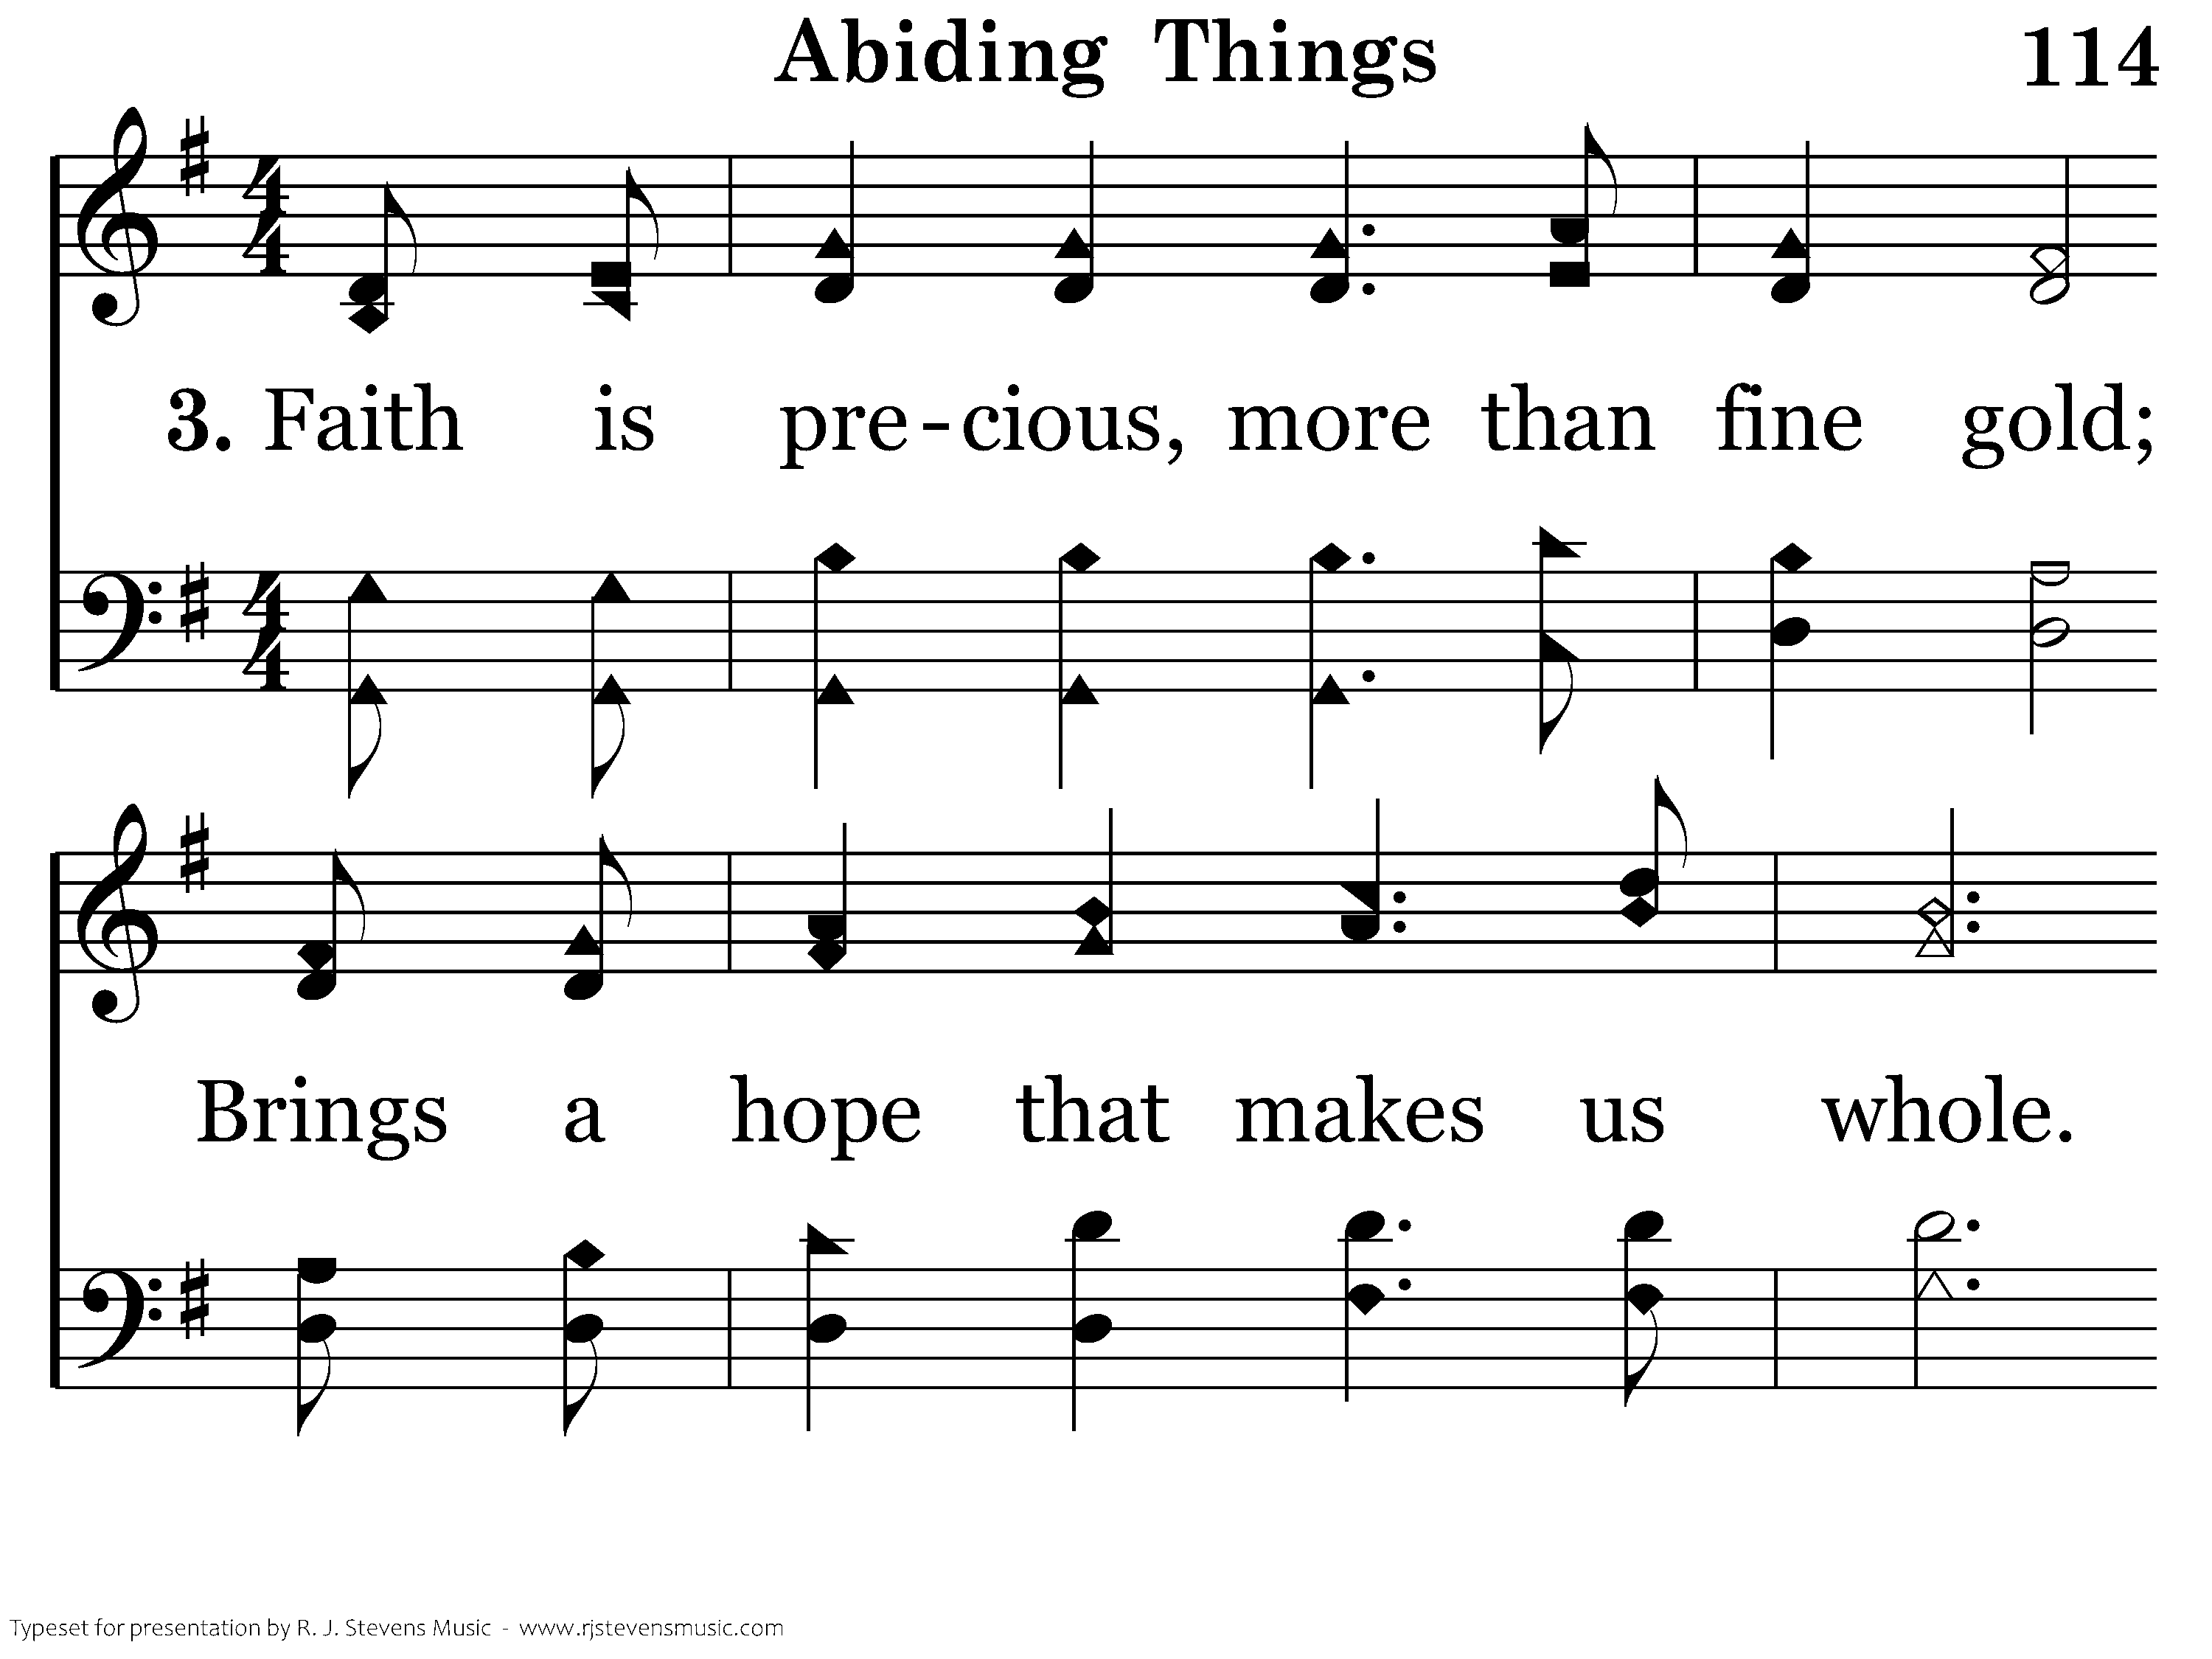 Abiding Things 114
3. Faith is pre-cious, more than fine gold;
Brings a hope that makes us whole.
Typeset for presentation by R. J. Stevens Music - www.rjstevensmusic.com